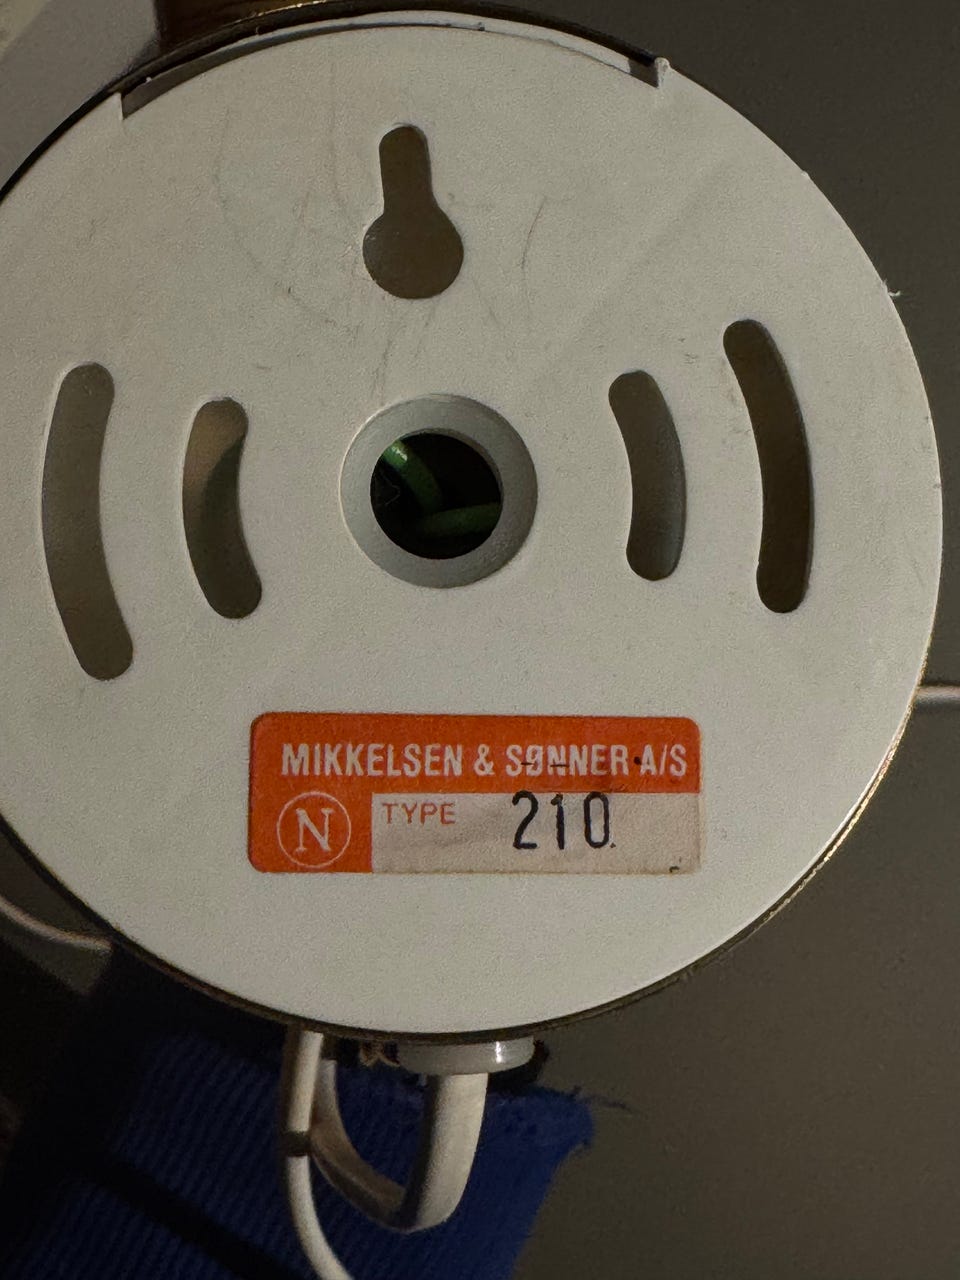 MIKKELSEN & SØNNER A/S
N TYPE 210.